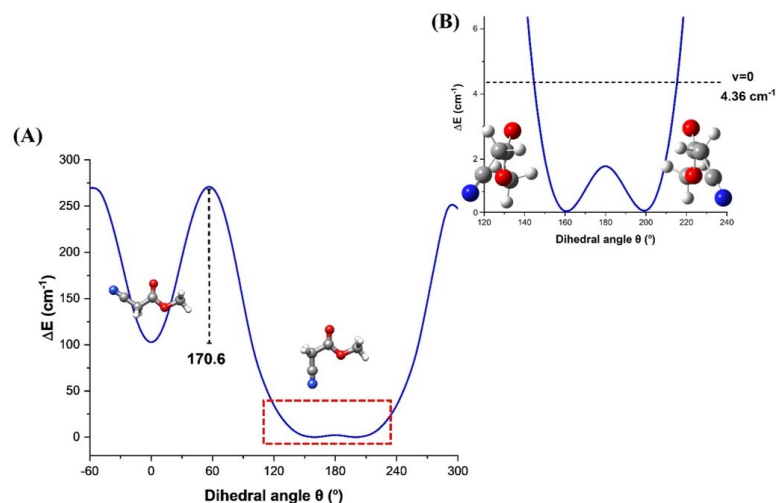 (B)
6
4
2
0
ΔE (cm⁻¹)
v=0
4.36 cm⁻¹
120 140 160 180 200 220 240
Dihedral angle θ (º)
(A)
300
250
200
150
100
50
0
ΔE (cm⁻¹)
170.6
-60 0 60 120 180 240 300
Dihedral angle θ (º)